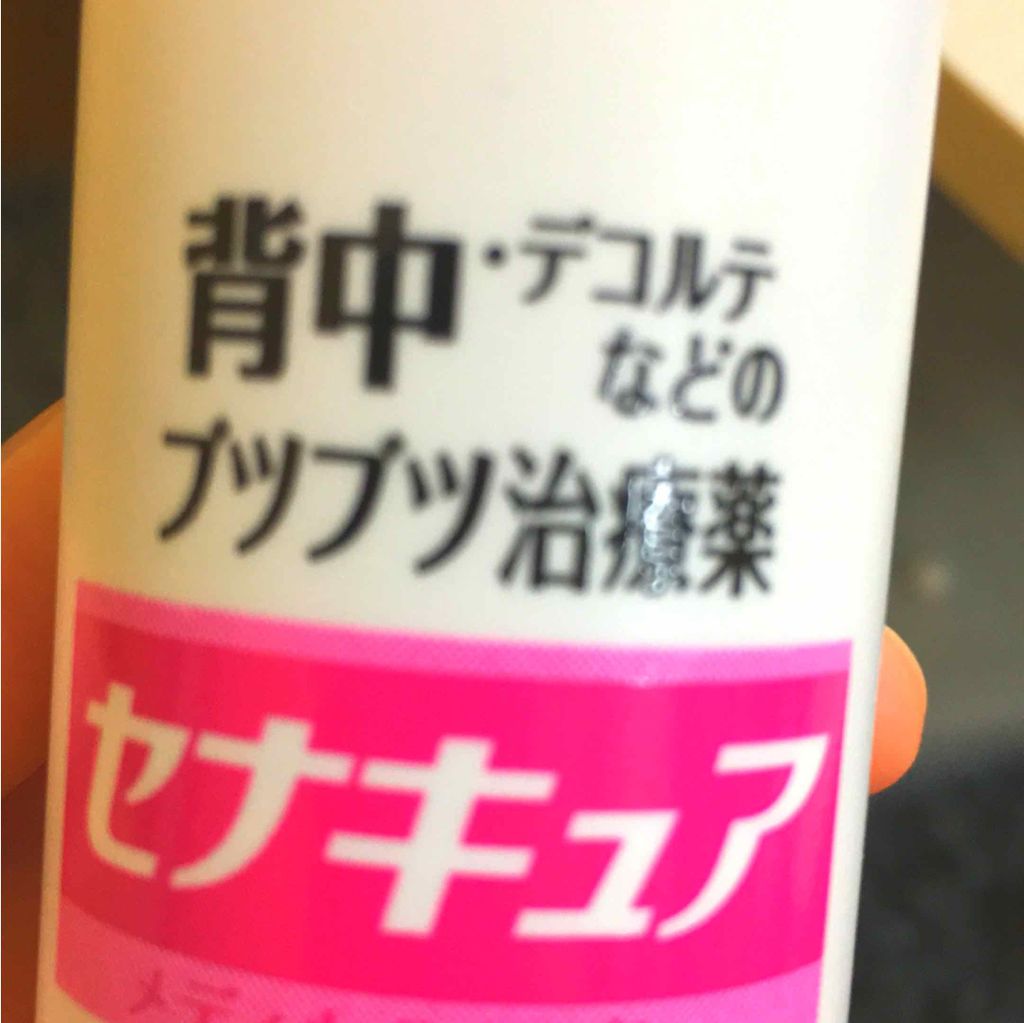 背中・デコルテ
などの
ブツブツ治療薬
セナキュア